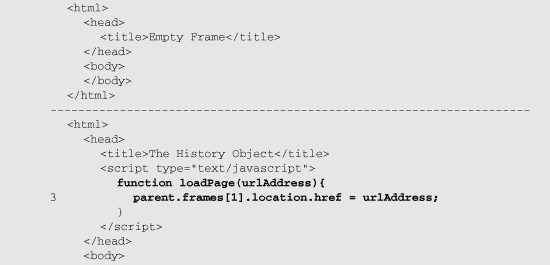 <html>
<head>
<title>Empty Frame</title>
</head>
<body>
</body>
</html>
<html>
<head>
<title>The History Object</title>
<script type="text/javascript">
function loadPage(urlAddress){
3 parent.frames[1].location.href = urlAddress;
}
</script>
</head>
<body>